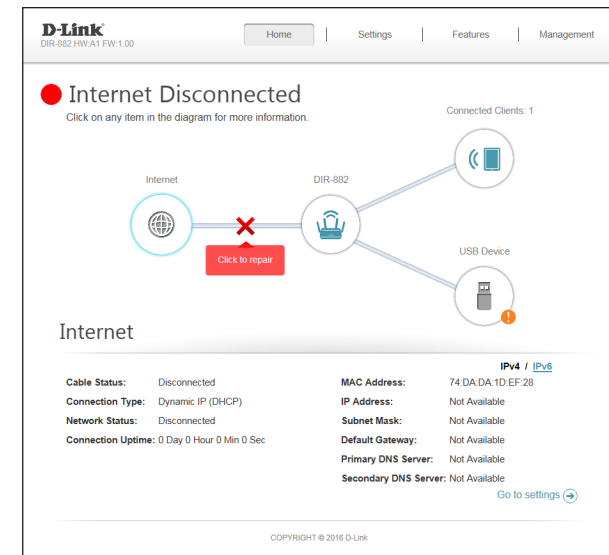 D-Link
DIR-882 HW:A1 FW:1.00
Home
Settings
Features
Management
Internet Disconnected
Click on any item in the diagram for more information.
Connected Clients: 1
Internet
DIR-882
Click to repair
USB Device
!
Internet
IPv4 / IPv6
Cable Status: Disconnected
Connection Type: Dynamic IP (DHCP)
Network Status: Disconnected
Connection Uptime: 0 Day 0 Hour 0 Min 0 Sec
MAC Address: 74:DA:DA:1D:EF:28
IP Address: Not Available
Subnet Mask: Not Available
Default Gateway: Not Available
Primary DNS Server: Not Available
Secondary DNS Server: Not Available
Go to settings
COPYRIGHT © 2016 D-Link